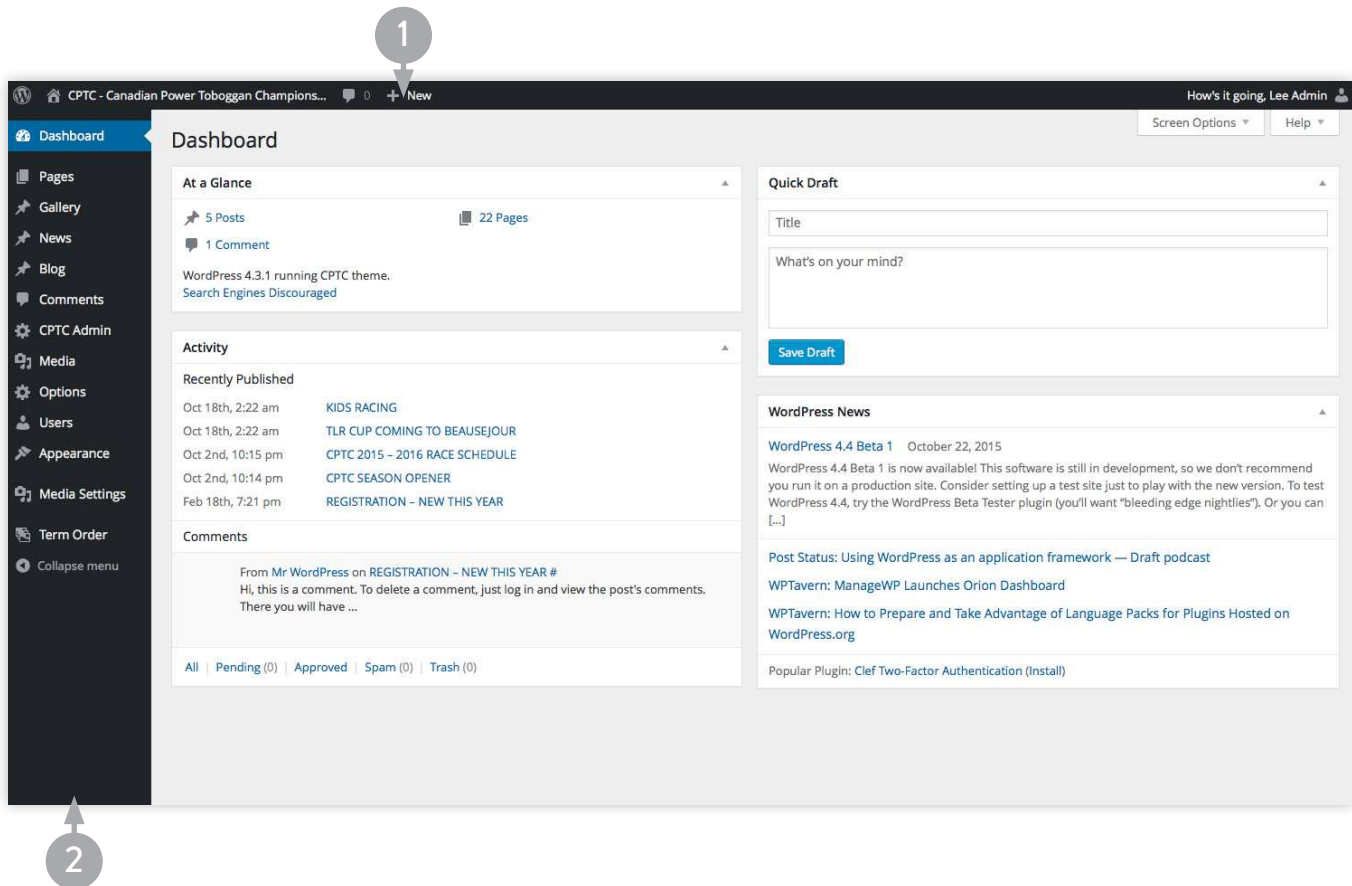 1
CPTC - Canadian Power Toboggan Champions... 0 New
How's it going, Lee Admin
Dashboard
Pages
Gallery
News
Blog
Comments
CPTC Admin
Media
Options
Users
Appearance
Media Settings
Term Order
Collapse menu
Screen Options
Help
Dashboard
At a Glance
5 Posts
22 Pages
1 Comment
WordPress 4.3.1 running CPTC theme.
Search Engines Discouraged
Activity
Recently Published
Oct 18th, 2:22 am KIDS RACING
Oct 18th, 2:22 am TLR CUP COMING TO BEAUSEJOUR
Oct 2nd, 10:15 pm CPTC 2015 – 2016 RACE SCHEDULE
Oct 2nd, 10:14 pm CPTC SEASON OPENER
Feb 18th, 7:21 pm REGISTRATION – NEW THIS YEAR
Comments
From Mr WordPress on REGISTRATION – NEW THIS YEAR #
Hi, this is a comment. To delete a comment, just log in and view the post's comments.
There you will have ...
All | Pending (0) | Approved | Spam (0) | Trash (0)
Quick Draft
Title
What's on your mind?
Save Draft
WordPress News
WordPress 4.4 Beta 1 October 22, 2015
WordPress 4.4 Beta 1 is now available! This software is still in development, so we don't recommend
you run it on a production site. Consider setting up a test site just to play with the new version. To test
WordPress 4.4, try the WordPress Beta Tester plugin (you'll want “bleeding edge nightlies”). Or you can
[...]
Post Status: Using WordPress as an application framework — Draft podcast
WPTavern: ManageWP Launches Orion Dashboard
WPTavern: How to Prepare and Take Advantage of Language Packs for Plugins Hosted on
WordPress.org
Popular Plugin: Clef Two-Factor Authentication (Install)
2